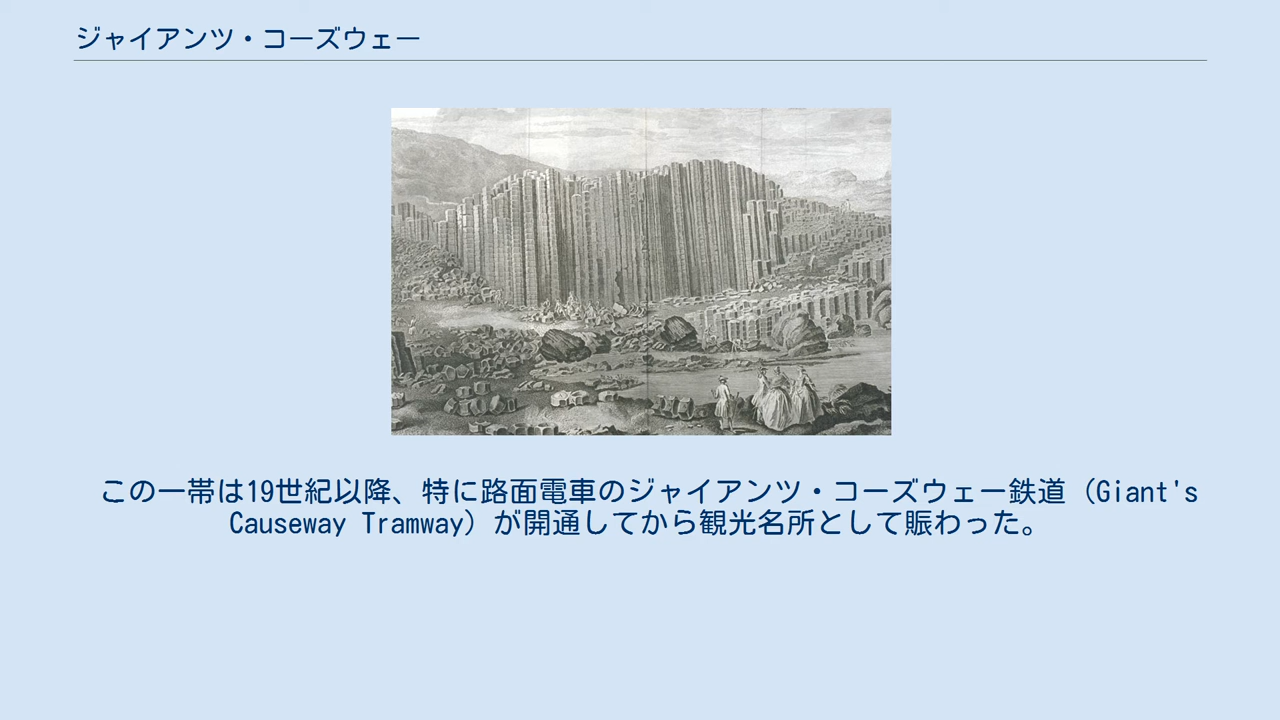 ジャイアンツ・コーズウェー
この一帯は19世紀以降、特に路面電車のジャイアンツ・コーズウェー鉄道（Giant's
Causeway Tramway）が開通してから観光名所として賑わった。